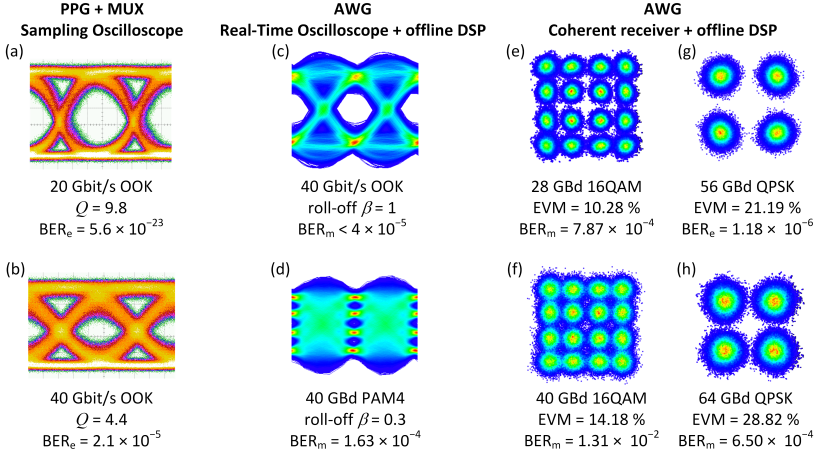 PPG + MUX
Sampling Oscilloscope
AWG
Real-Time Oscilloscope + offline DSP
AWG
Coherent receiver + offline DSP
(a)
20 Gbit/s OOK
Q = 9.8
BERₑ = 5.6 × 10⁻²³
(c)
40 Gbit/s OOK
roll-off β = 1
BERₘ < 4 × 10⁻⁵
(e)
28 GBd 16QAM
EVM = 10.28 %
BERₘ = 7.87 × 10⁻⁴
(g)
56 GBd QPSK
EVM = 21.19 %
BERₑ = 1.18 × 10⁻⁶
(b)
40 Gbit/s OOK
Q = 4.4
BERₑ = 2.1 × 10⁻⁵
(d)
40 GBd PAM4
roll-off β = 0.3
BERₘ = 1.63 × 10⁻⁴
(f)
40 GBd 16QAM
EVM = 14.18 %
BERₘ = 1.31 × 10⁻²
(h)
64 GBd QPSK
EVM = 28.82 %
BERₘ = 6.50 × 10⁻⁴